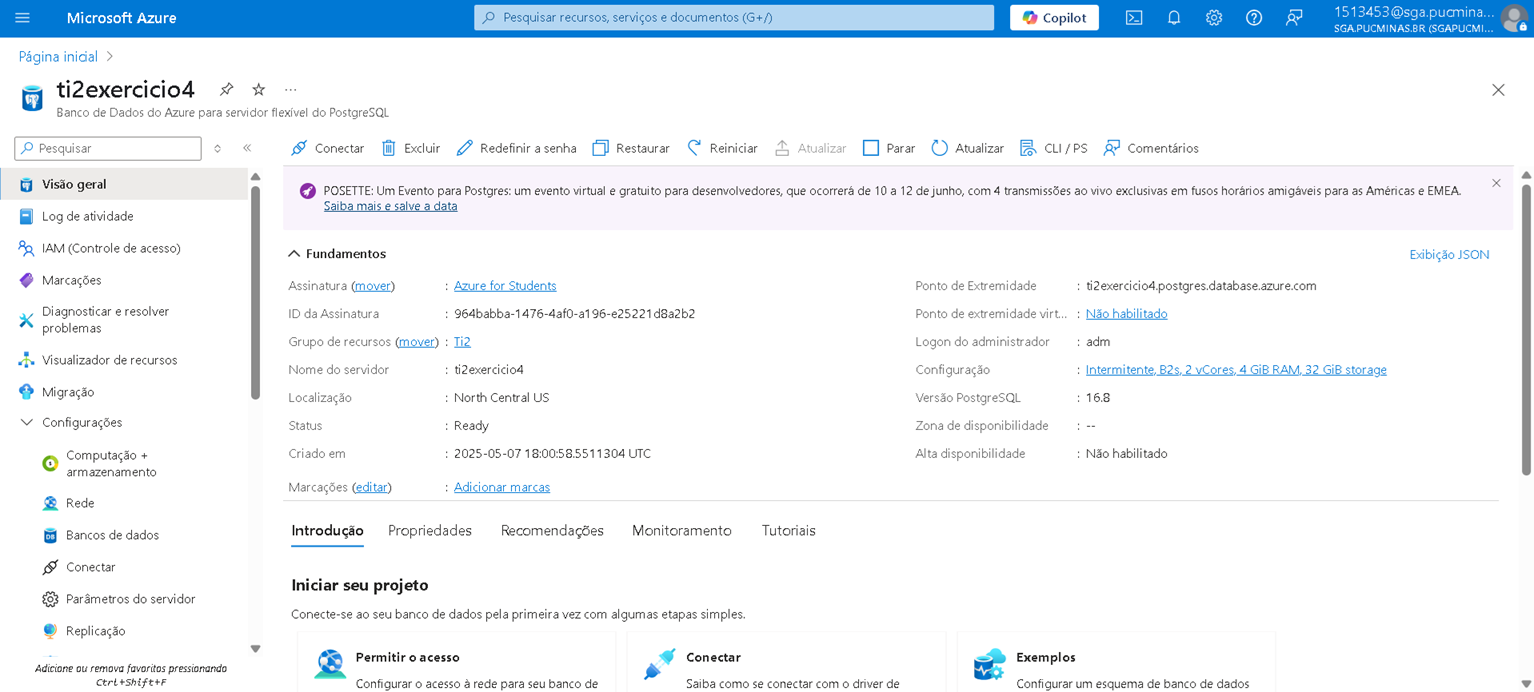 Microsoft Azure
Pesquisar recursos, serviços e documentos (G+/)
Copilot
1513453@sga.pucmina...
SGA.PUCMINAS.BR (SGAPUCMI...
Página inicial
ti2exercicio4
...
Banco de Dados do Azure para servidor flexível do PostgreSQL
Pesquisar
Conectar
Excluir
Redefinir a senha
Restaurar
Reiniciar
Atualizar
Parar
Atualizar
CLI / PS
Comentários
Visão geral
Log de atividade
IAM (Controle de acesso)
Marcações
Diagnosticar e resolver
problemas
Visualizador de recursos
Migração
Configurações
Computação +
armazenamento
Rede
Bancos de dados
Conectar
Parâmetros do servidor
Replicação
Adicione ou remova favoritos pressionando
Ctrl+Shift+F
POSETTE: Um Evento para Postgres: um evento virtual e gratuito para desenvolvedores, que ocorrerá de 10 a 12 de junho, com 4 transmissões ao vivo exclusivas em fusos horários amigáveis para as Américas e EMEA.
Saiba mais e salve a data
Fundamentos
Exibição JSON
Assinatura (mover) : Azure for Students
ID da Assinatura : 964babba-1476-4af0-a196-e25221d8a2b2
Grupo de recursos (mover) : Ti2
Nome do servidor : ti2exercicio4
Localização : North Central US
Status : Ready
Criado em : 2025-05-07 18:00:58.5511304 UTC
Marcações (editar) : Adicionar marcas
Ponto de Extremidade : ti2exercicio4.postgres.database.azure.com
Ponto de extremidade virt... : Não habilitado
Logon do administrador : adm
Configuração : Intermitente, B2s, 2 vCores, 4 GiB RAM, 32 GiB storage
Versão PostgreSQL : 16.8
Zona de disponibilidade : --
Alta disponibilidade : Não habilitado
Introdução
Propriedades
Recomendações
Monitoramento
Tutoriais
Iniciar seu projeto
Conecte-se ao seu banco de dados pela primeira vez com algumas etapas simples.
Permitir o acesso
Configurar o acesso à rede para seu banco de
Conectar
Saiba como se conectar com o driver de
Exemplos
Configurar um esquema de banco de dados